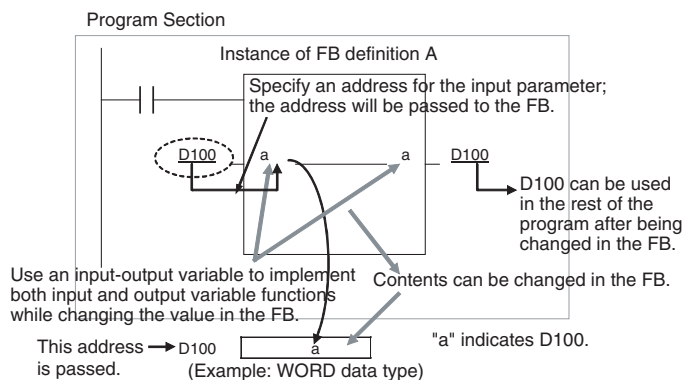 Program Section
Instance of FB definition A
Specify an address for the input parameter;
the address will be passed to the FB.
D100
a
a
D100
D100 can be used
in the rest of the
program after being
changed in the FB.
Use an input-output variable to implement
both input and output variable functions
while changing the value in the FB.
Contents can be changed in the FB.
This address
is passed.
D100
a
(Example: WORD data type)
"a" indicates D100.